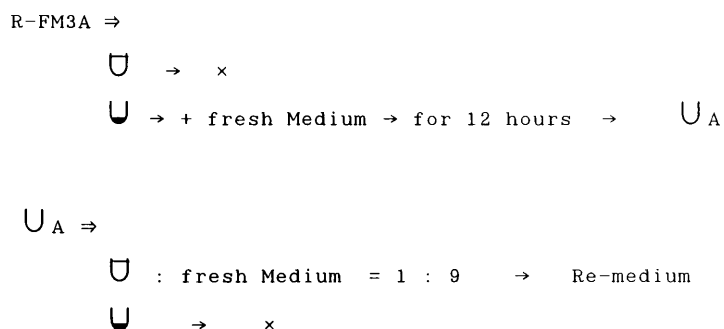 R-FM3A ⇒
→ ×
→ + fresh Medium → for 12 hours → A
A ⇒
: fresh Medium = 1 : 9 → Re-medium
→ ×